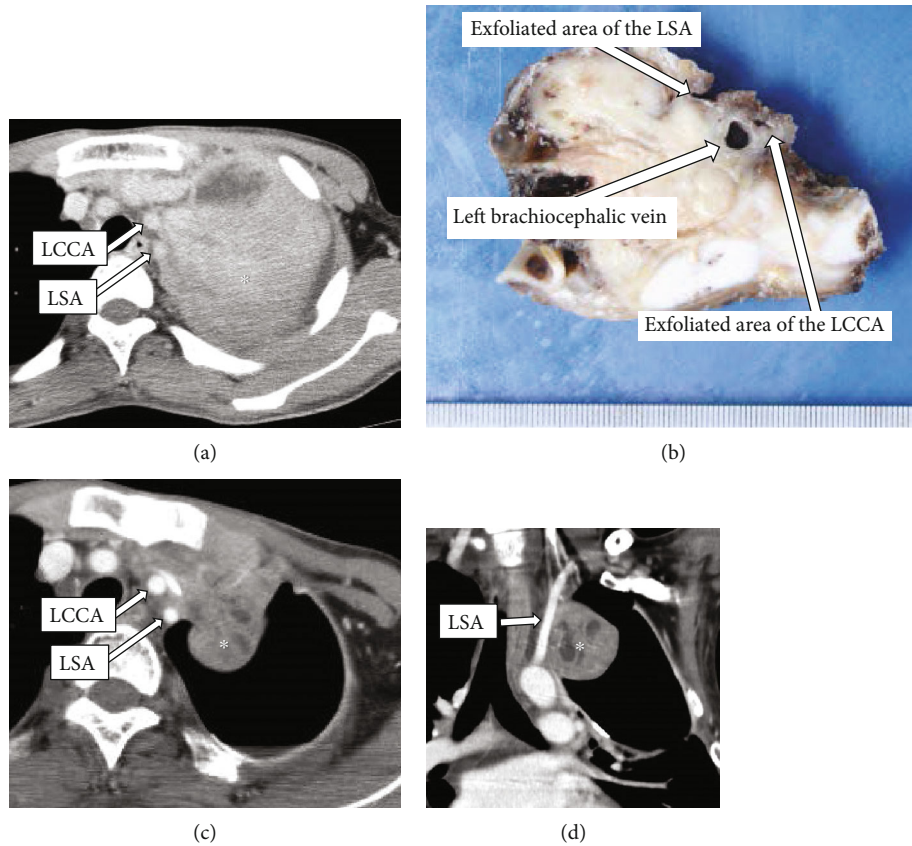 Exfoliated area of the LSA
LCCA
LSA
*
Left brachiocephalic vein
Exfoliated area of the LCCA
(a)
(b)
LCCA
LSA
*
LSA
*
(c)
(d)